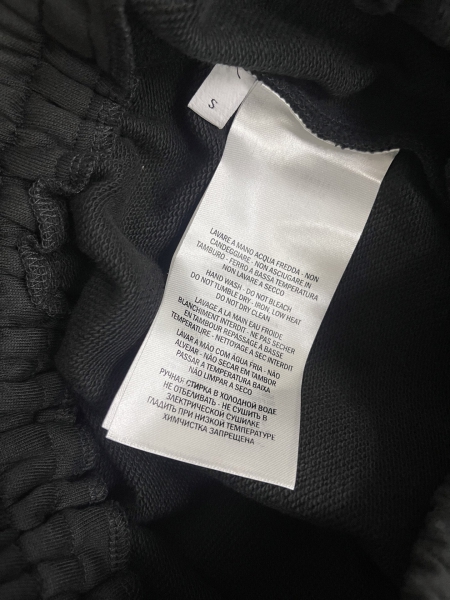 S
LAVARE A MANO ACQUA FREDDA - NON
CANDEGGIARE - NON ASCIUGARE IN
TAMBURO - FERRO A BASSA TEMPERATURA
NON LAVARE A SECCO
HAND WASH - DO NOT BLEACH
DO NOT TUMBLE DRY - IRON, LOW HEAT
DO NOT DRY CLEAN
LAVAGE A LA MAIN EAU FROIDE
BLANCHIMENT INTERDIT - NE PAS SECHER
EN TAMBOUR REPASSAGE À BASSE
TEMPERATURE - NETTOYAGE A SEC INTERDIT
LAVAR À MÃO COM ÁGUA FRIA - NÃO
ALVEJAR - NÃO SECAR EM TAMBOR
PASSAR A TEMPERATURA BAIXA
NÃO LIMPAR A SECO
РУЧНАЯ СТИРКА В ХОЛОДНОЙ ВОДЕ
НЕ ОТБЕЛИВАТЬ - НЕ СУШИТЬ В
ЭЛЕКТРИЧЕСКОЙ СУШИЛКЕ
ГЛАДИТЬ ПРИ НИЗКОЙ ТЕМПЕРАТУРЕ
ХИМЧИСТКА ЗАПРЕЩЕНА